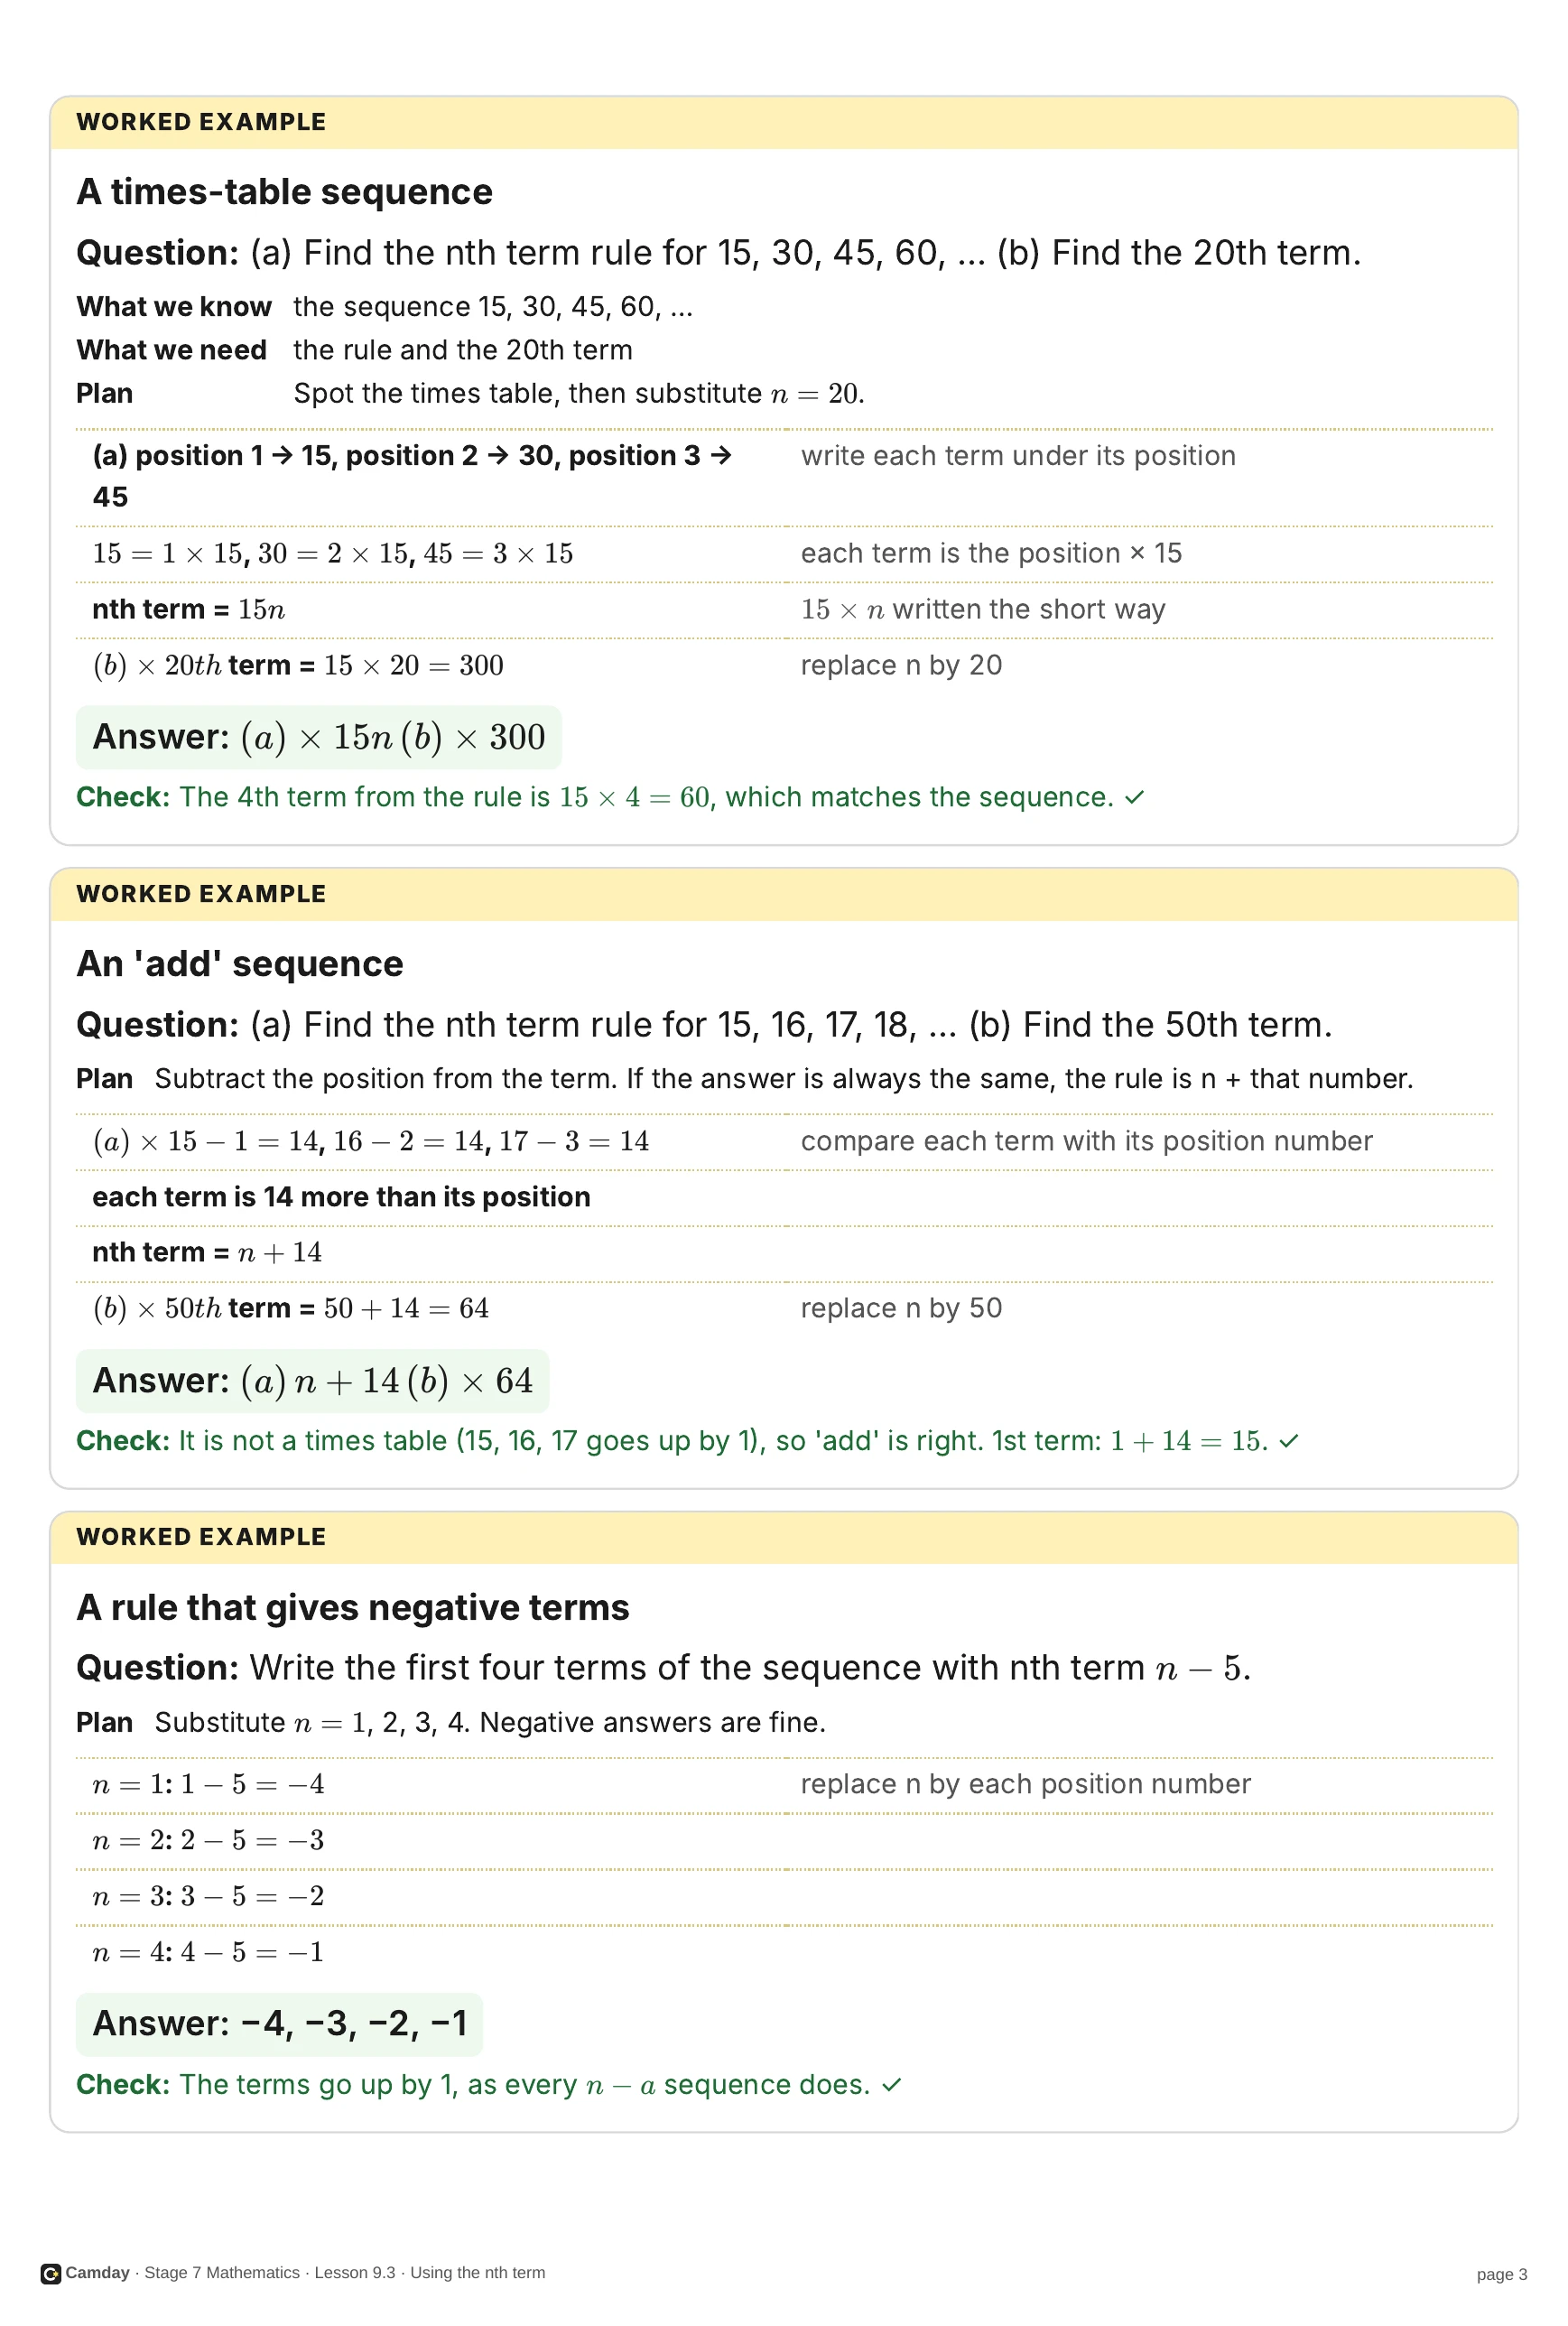 WORKED EXAMPLE
A times-table sequence
Question: (a) Find the nth term rule for 15, 30, 45, 60, ... (b) Find the 20th term.
What we know the sequence 15, 30, 45, 60, ...
What we need the rule and the 20th term
Plan Spot the times table, then substitute n = 20.
(a) position 1 → 15, position 2 → 30, position 3 → write each term under its position
45
15 = 1 × 15, 30 = 2 × 15, 45 = 3 × 15 each term is the position × 15
nth term = 15n 15 × n written the short way
(b) × 20th term = 15 × 20 = 300 replace n by 20
Answer: (a) × 15n (b) × 300
Check: The 4th term from the rule is 15 × 4 = 60, which matches the sequence. ✓
WORKED EXAMPLE
An 'add' sequence
Question: (a) Find the nth term rule for 15, 16, 17, 18, ... (b) Find the 50th term.
Plan Subtract the position from the term. If the answer is always the same, the rule is n + that number.
(a) × 15 − 1 = 14, 16 − 2 = 14, 17 − 3 = 14 compare each term with its position number
each term is 14 more than its position
nth term = n + 14
(b) × 50th term = 50 + 14 = 64 replace n by 50
Answer: (a) n + 14 (b) × 64
Check: It is not a times table (15, 16, 17 goes up by 1), so 'add' is right. 1st term: 1 + 14 = 15. ✓
WORKED EXAMPLE
A rule that gives negative terms
Question: Write the first four terms of the sequence with nth term n − 5.
Plan Substitute n = 1, 2, 3, 4. Negative answers are fine.
n = 1: 1 − 5 = −4 replace n by each position number
n = 2: 2 − 5 = −3
n = 3: 3 − 5 = −2
n = 4: 4 − 5 = −1
Answer: −4, −3, −2, −1
Check: The terms go up by 1, as every n − a sequence does. ✓
Camday · Stage 7 Mathematics · Lesson 9.3 · Using the nth term page 3